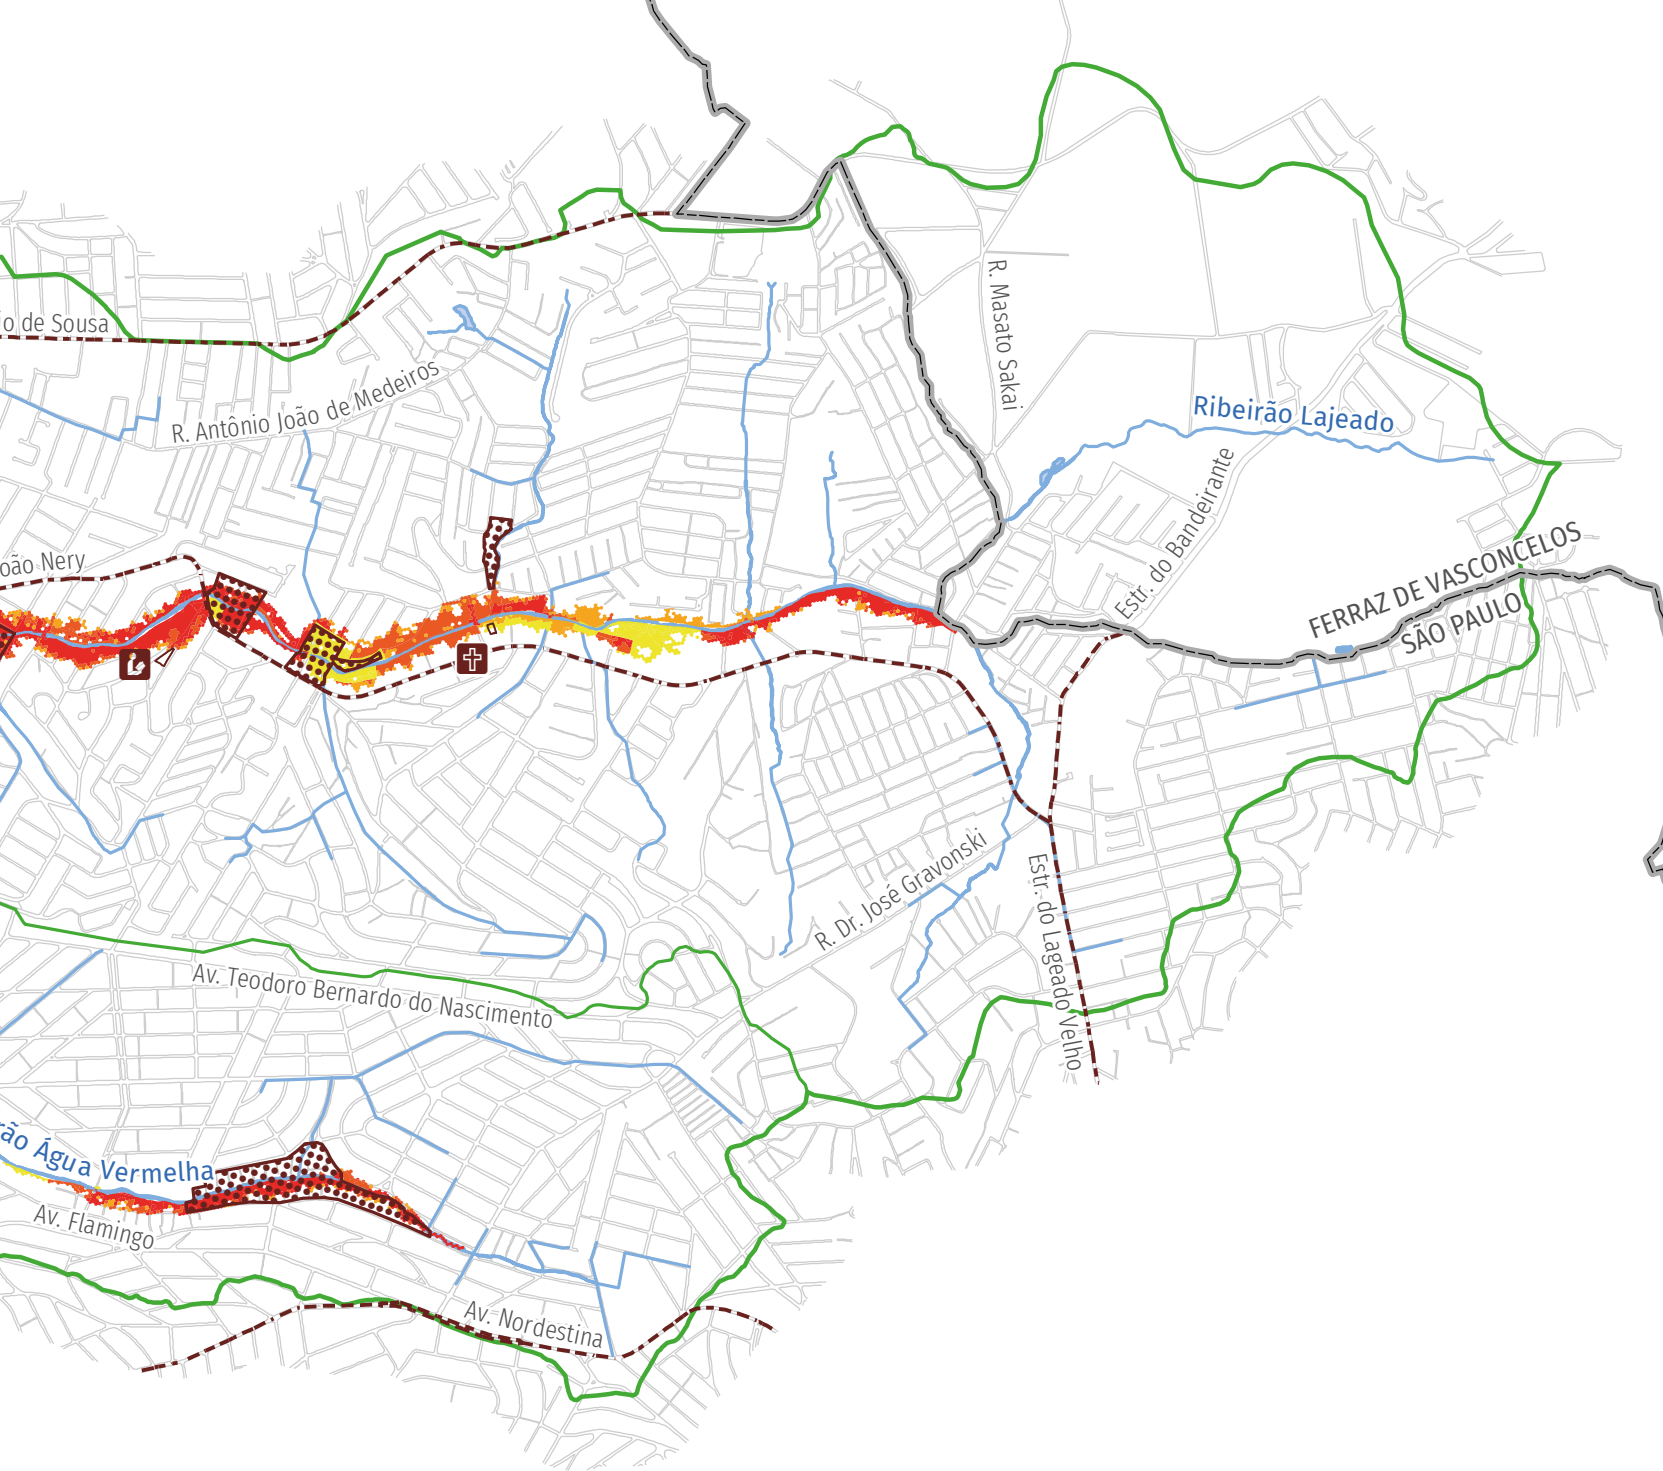 io de Sousa
R. Antônio João de Medeiros
R. Masato Sakai
Ribeirão Lajeado
Estr. do Bandeirante
FERRAZ DE VASCONCELOS
SÃO PAULO
oão Nery
R. Dr. José Gravonski
Estr. do Lageado Velho
Av. Teodoro Bernardo do Nascimento
rão Água Vermelha
Av. Flamingo
Av. Nordestina